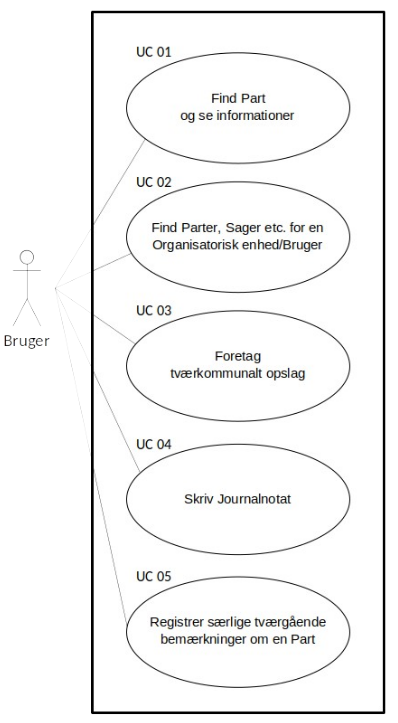 UC 01
Find Part
og se informationer
UC 02
Find Parter, Sager etc. for en
Organisatorisk enhed/Bruger
UC 03
Bruger
Foretag
tværkommunalt opslag
UC 04
Skriv Journalnotat
UC 05
Registrer særlige tværgående
bemærkninger om en Part